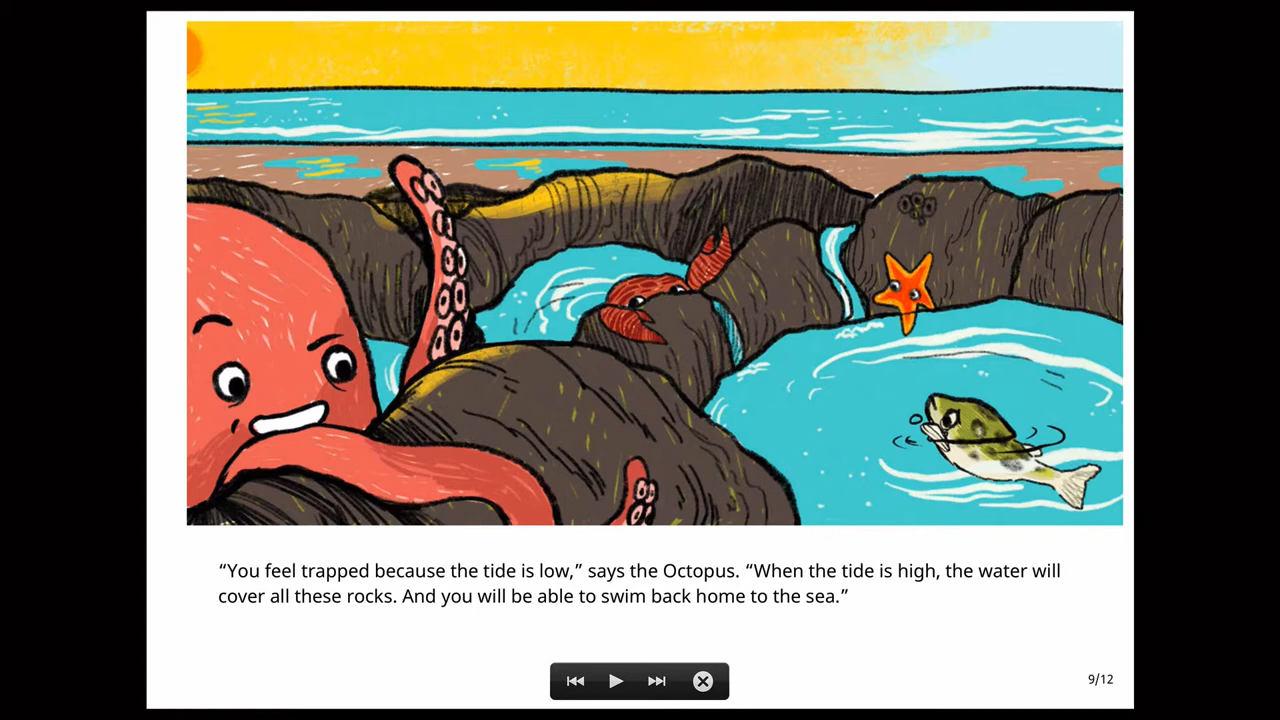 “You feel trapped because the tide is low,” says the Octopus. “When the tide is high, the water will
cover all these rocks. And you will be able to swim back home to the sea.”
9/12